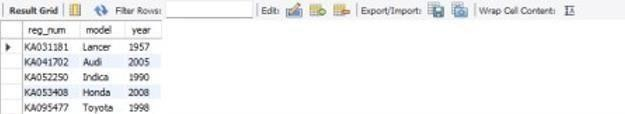 Result Grid Filter Rows: Edit: Export/Import: Wrap Cell Content: IA
reg_num model year
KA031181 Lancer 1957
KA041702 Audi 2005
KA052250 Indica 1990
KA053408 Honda 2008
KA095477 Toyota 1998